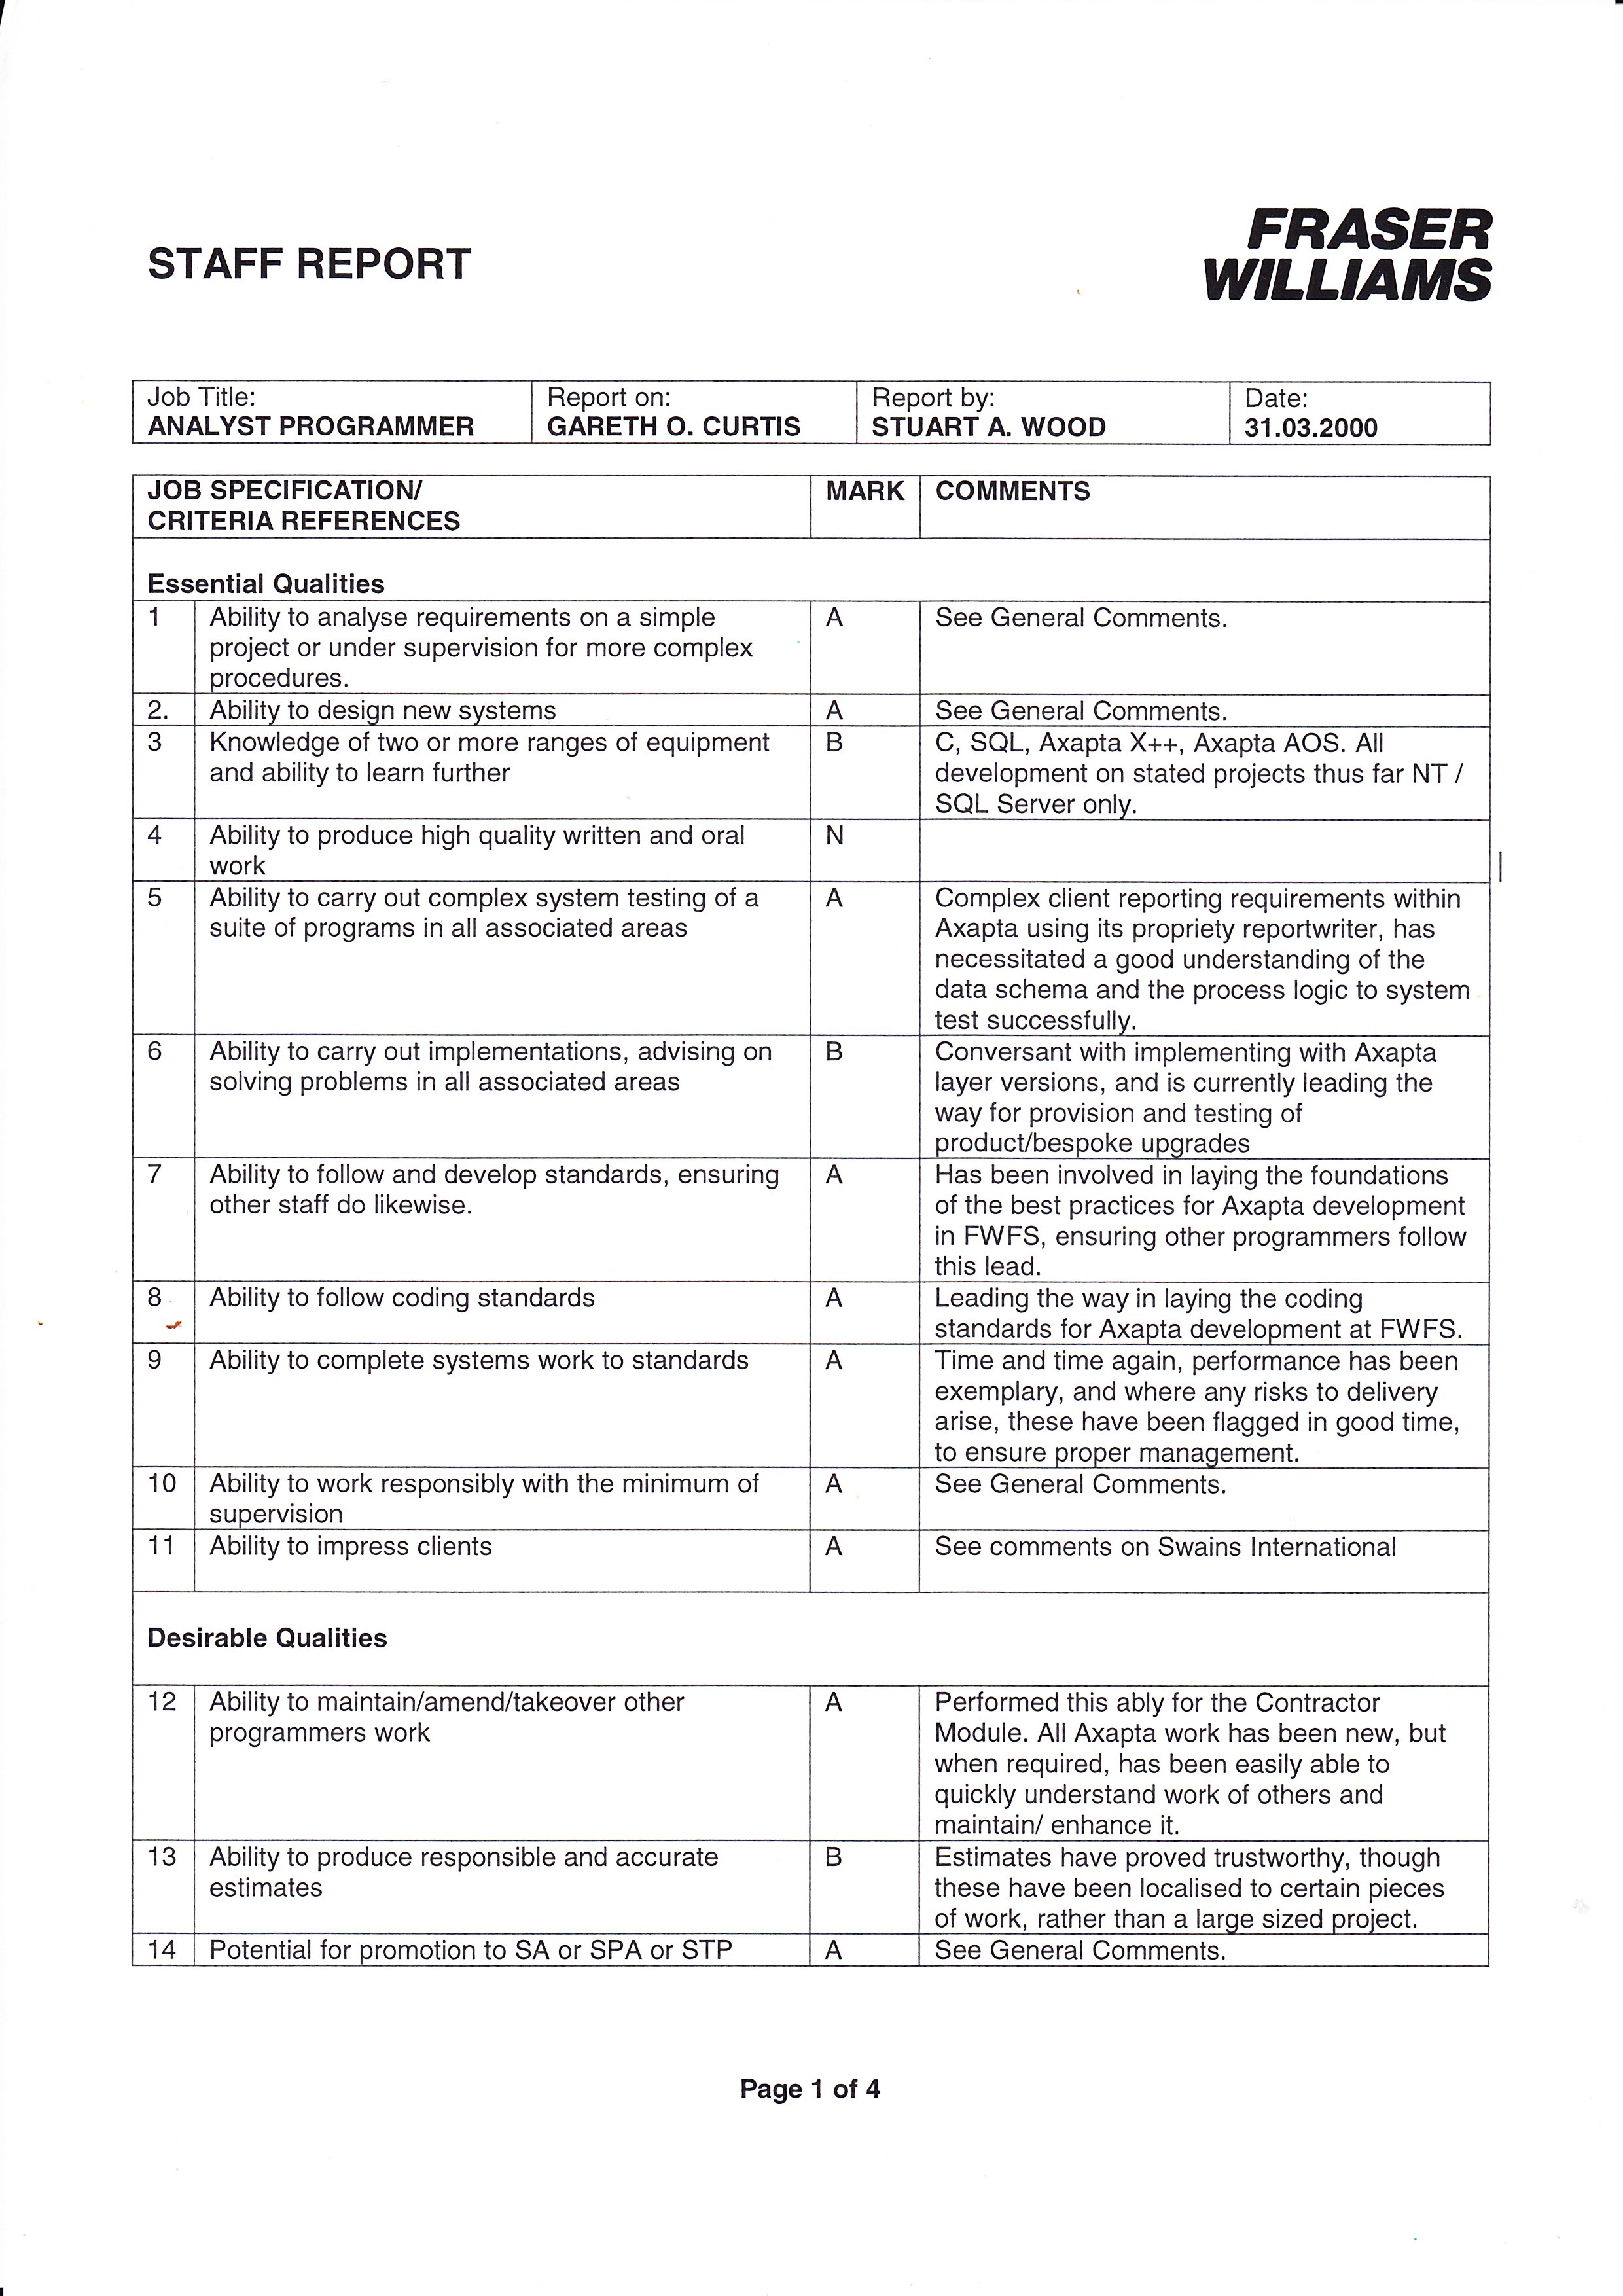 FRASER
WILLIAMS
STAFF REPORT
Job Title: Report on: Report by: Date:
ANALYST PROGRAMMER GARETH O. CURTIS STUART A. WOOD 31.03.2000
JOB SPECIFICATION/ MARK COMMENTS
CRITERIA REFERENCES
Essential Qualities
1 Ability to analyse requirements on a simple A See General Comments.
project or under supervision for more complex
procedures.
2. Ability to design new systems A See General Comments.
3 Knowledge of two or more ranges of equipment B C, SQL, Axapta X++, Axapta AOS. All
and ability to learn further development on stated projects thus far NT /
SQL Server only.
4 Ability to produce high quality written and oral N
work
5 Ability to carry out complex system testing of a A Complex client reporting requirements within
suite of programs in all associated areas Axapta using its propriety reportwriter, has
necessitated a good understanding of the
data schema and the process logic to system
test successfully.
6 Ability to carry out implementations, advising on B Conversant with implementing with Axapta
solving problems in all associated areas layer versions, and is currently leading the
way for provision and testing of
product/bespoke upgrades
7 Ability to follow and develop standards, ensuring A Has been involved in laying the foundations
other staff do likewise. of the best practices for Axapta development
in FWFS, ensuring other programmers follow
this lead.
8 Ability to follow coding standards A Leading the way in laying the coding
standards for Axapta development at FWFS.
9 Ability to complete systems work to standards A Time and time again, performance has been
exemplary, and where any risks to delivery
arise, these have been flagged in good time,
to ensure proper management.
10 Ability to work responsibly with the minimum of A See General Comments.
supervision
11 Ability to impress clients A See comments on Swains International
Desirable Qualities
12 Ability to maintain/amend/takeover other A Performed this ably for the Contractor
programmers work Module. All Axapta work has been new, but
when required, has been easily able to
quickly understand work of others and
maintain/ enhance it.
13 Ability to produce responsible and accurate B Estimates have proved trustworthy, though
estimates these have been localised to certain pieces
of work, rather than a large sized project.
14 Potential for promotion to SA or SPA or STP A See General Comments.
Page 1 of 4